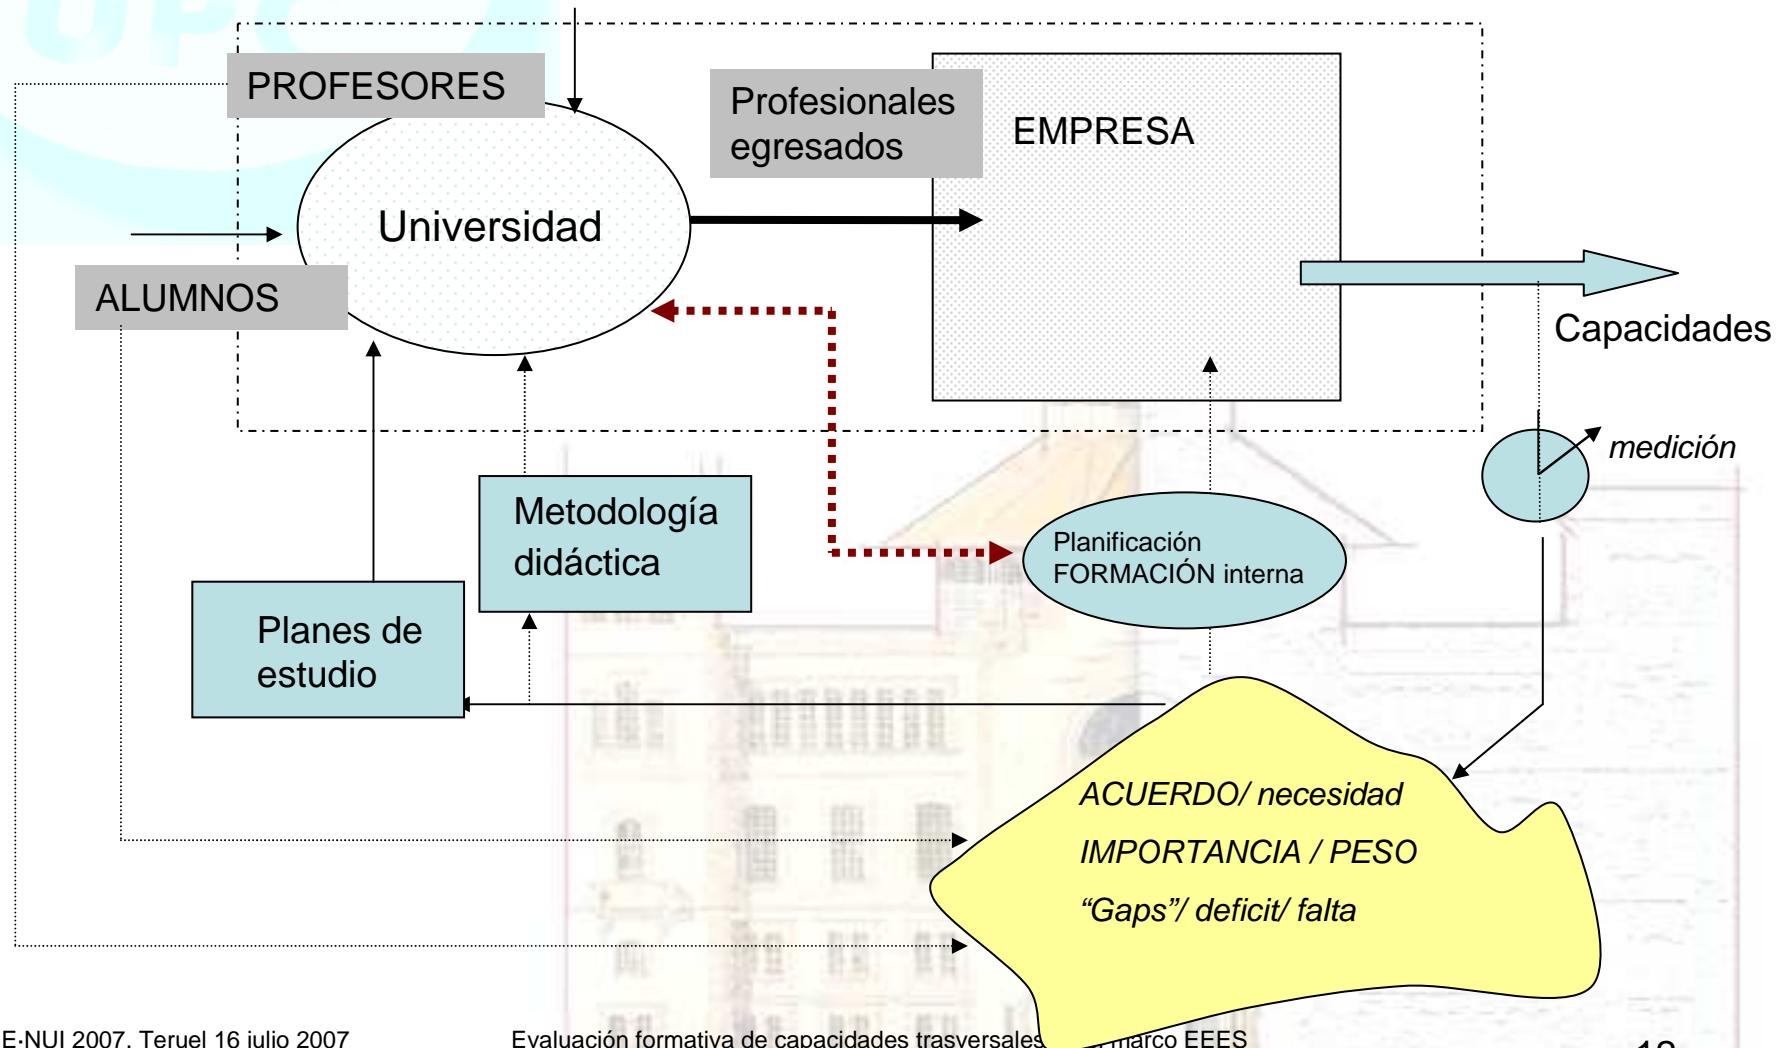 UPC
PROFESORES
Profesionales
egresados
EMPRESA
Universidad
ALUMNOS
Capacidades
medición
Metodología
didáctica
Planificación
FORMACIÓN interna
Planes de
estudio
ACUERDO/ necesidad
IMPORTANCIA / PESO
“Gaps”/ deficit/ falta
E·NUI 2007. Teruel 16 julio 2007
Evaluación formativa de capacidades trasversales marco EEES